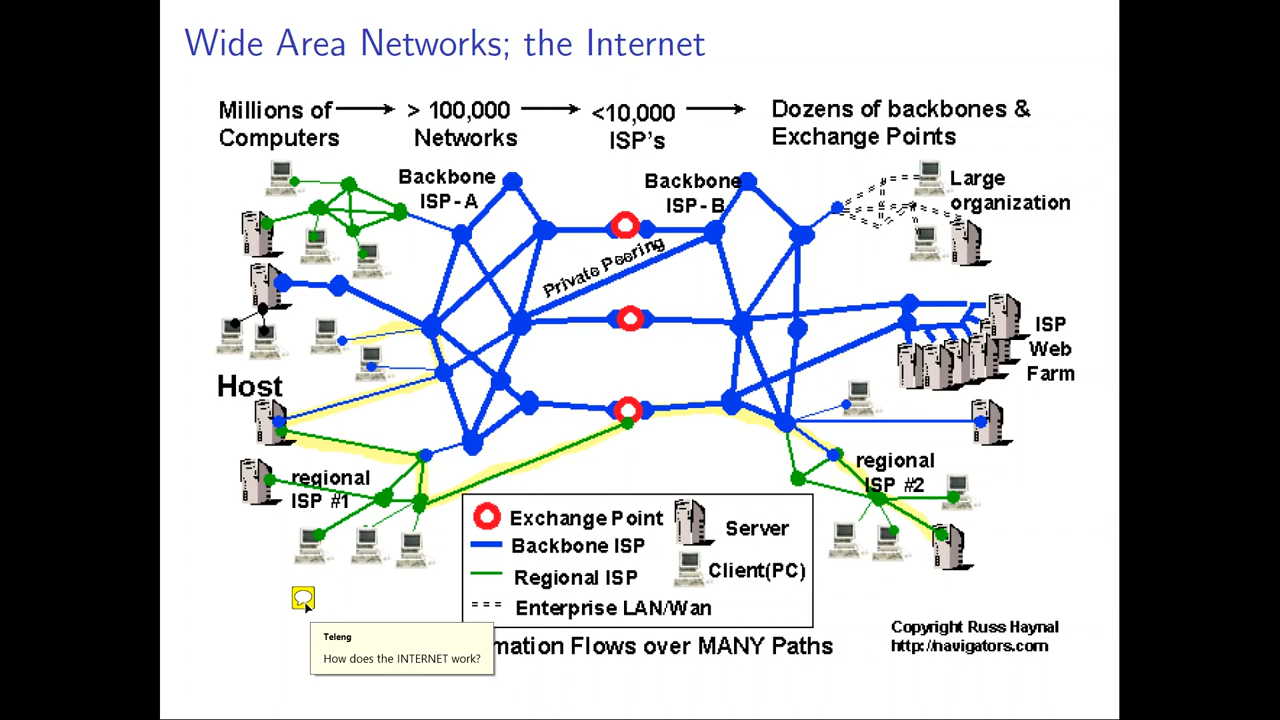 Wide Area Networks; the Internet
Millions of
Computers
> 100,000
Networks
<10,000
ISP's
Dozens of backbones &
Exchange Points
Backbone
ISP - A
Backbone
ISP - B
Large
organization
Private Peering
ISP
Web
Farm
Host
regional
ISP #1
regional
ISP #2
Exchange Point
Backbone ISP
Regional ISP
Enterprise LAN/Wan
Server
Client(PC)
Teleng
How does the INTERNET work?
mation Flows over MANY Paths
Copyright Russ Haynal
http://navigators.com